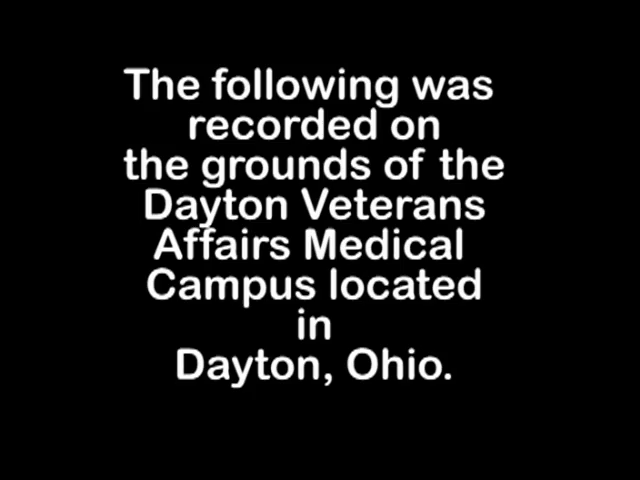 The following was
recorded on
the grounds of the
Dayton Veterans
Affairs Medical
Campus located
in
Dayton, Ohio.